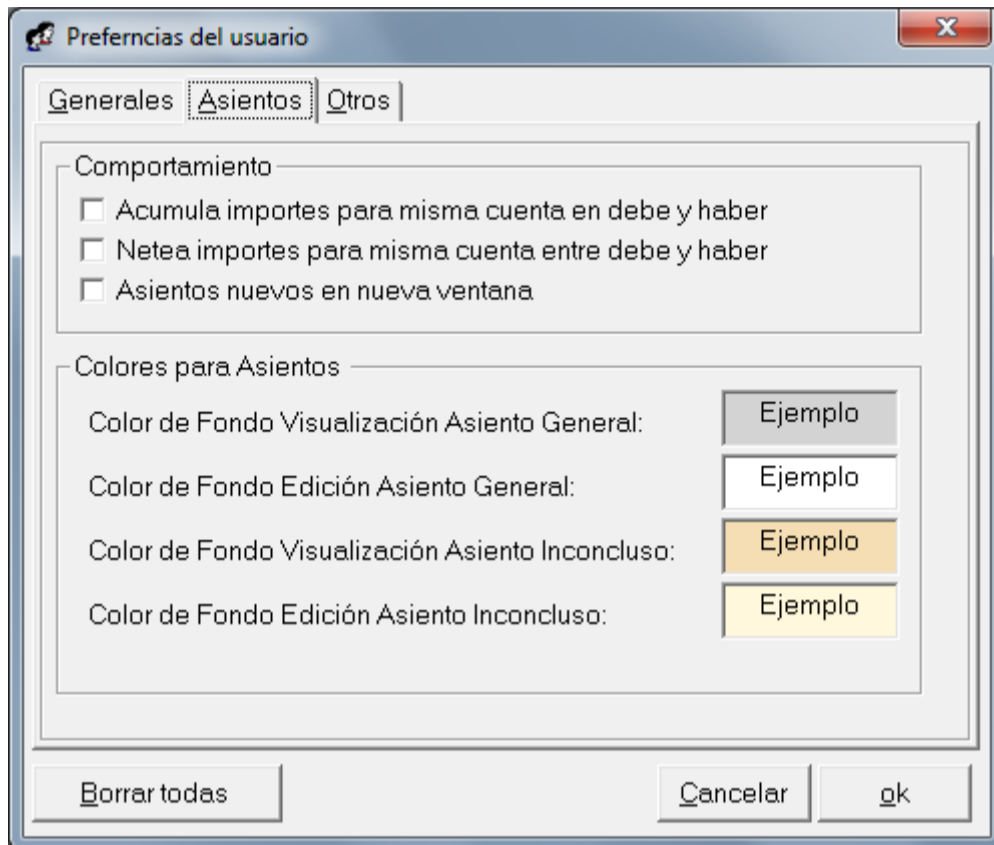 Preferncias del usuario
Generales Asientos Otros
Comportamiento
Acumula importes para misma cuenta en debe y haber
Netea importes para misma cuenta entre debe y haber
Asientos nuevos en nueva ventana
Colores para Asientos
Color de Fondo Visualización Asiento General: Ejemplo
Color de Fondo Edición Asiento General: Ejemplo
Color de Fondo Visualización Asiento Inconcluso: Ejemplo
Color de Fondo Edición Asiento Inconcluso: Ejemplo
Borrar todas Cancelar ok